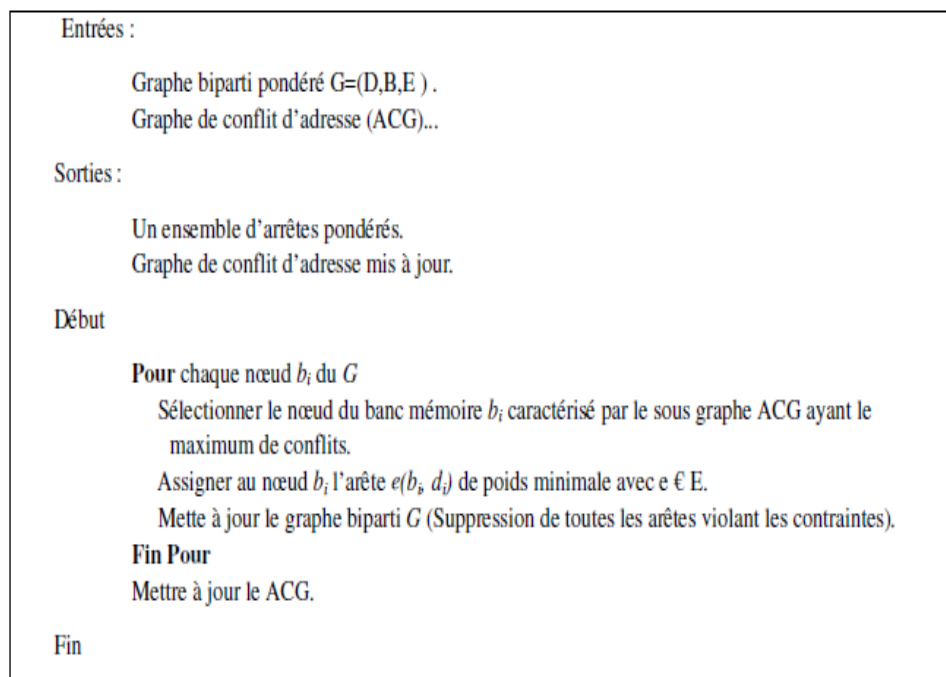 Entrées :
Graphe biparti pondéré G=(D,B,E ) .
Graphe de conflit d’adresse (ACG)...
Sorties :
Un ensemble d’arrêtes pondérés.
Graphe de conflit d’adresse mis à jour.
Début
Pour chaque nœud bi du G
Sélectionner le nœud du banc mémoire bi caractérisé par le sous graphe ACG ayant le
maximum de conflits.
Assigner au nœud bi l’arête e(bi, di) de poids minimale avec e € E.
Mette à jour le graphe biparti G (Suppression de toutes les arêtes violant les contraintes).
Fin Pour
Mettre à jour le ACG.
Fin